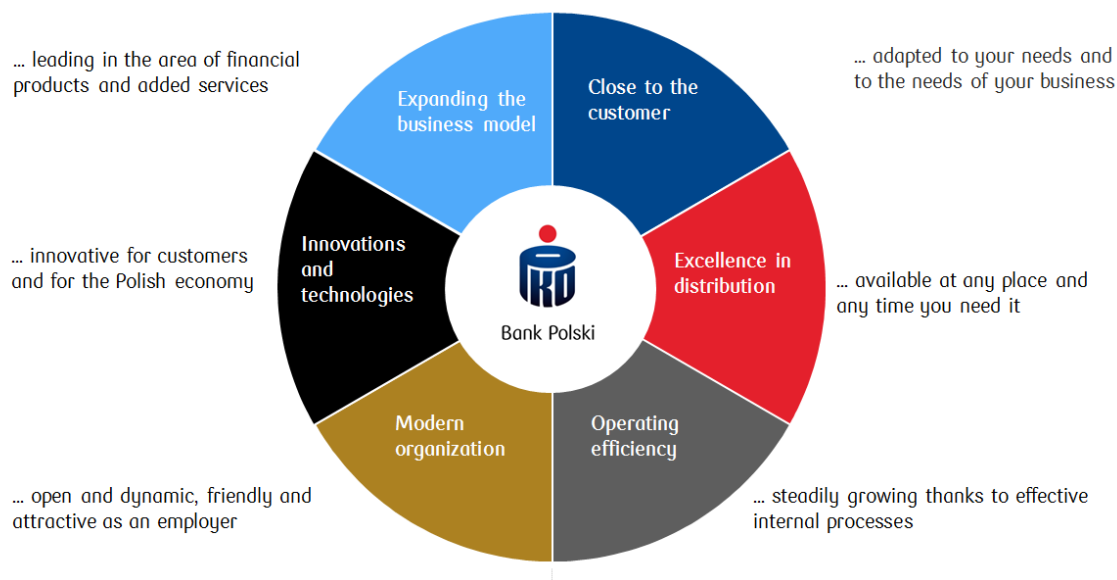 ... leading in the area of financial
products and added services
Expanding the
business model
Close to the
customer
... adapted to your needs and
to the needs of your business
... innovative for customers
and for the Polish economy
Innovations
and
technologies
PKO
Bank Polski
Excellence in
distribution
... available at any place and
any time you need it
Modern
organization
Operating
efficiency
... open and dynamic, friendly and
attractive as an employer
... steadily growing thanks to effective
internal processes